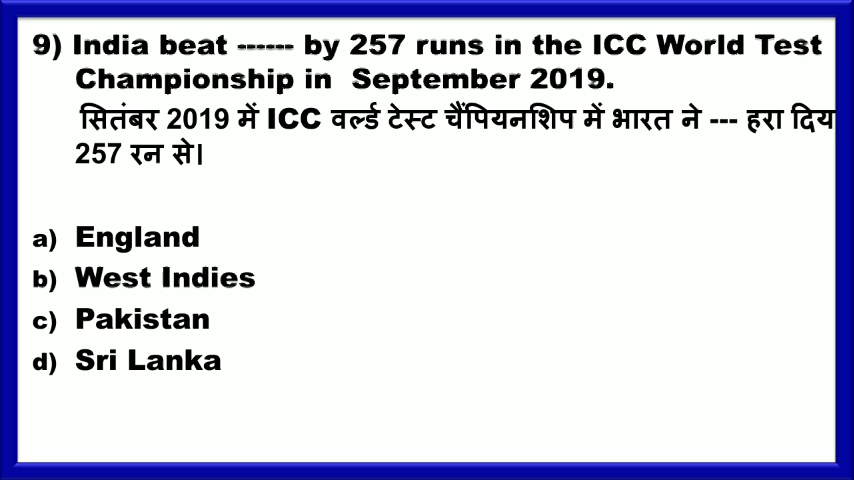 9) India beat ------ by 257 runs in the ICC World Test
Championship in September 2019.
सितंबर 2019 में ICC वर्ल्ड टेस्ट चैंपियनशिप में भारत ने --- हरा दिय
257 रन से।
a) England
b) West Indies
c) Pakistan
d) Sri Lanka